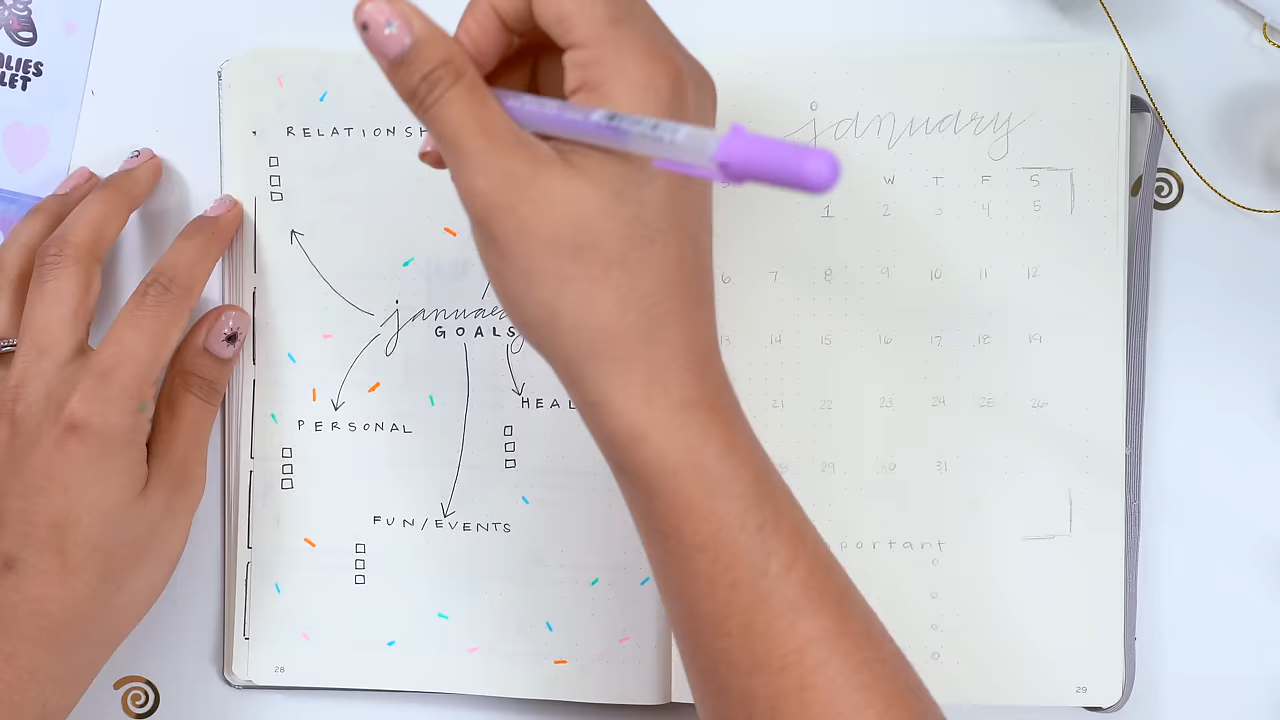 RELATIONSH
january
GOALS
HEAL
PERSONAL
FUN/EVENTS
28
january
W T F S
1 2 3 4 5
6 7 8 9 10 11 12
13 14 15 16 17 18 19
21 22 23 24 25 26
29 30 31
portant
29
ALIES
LET